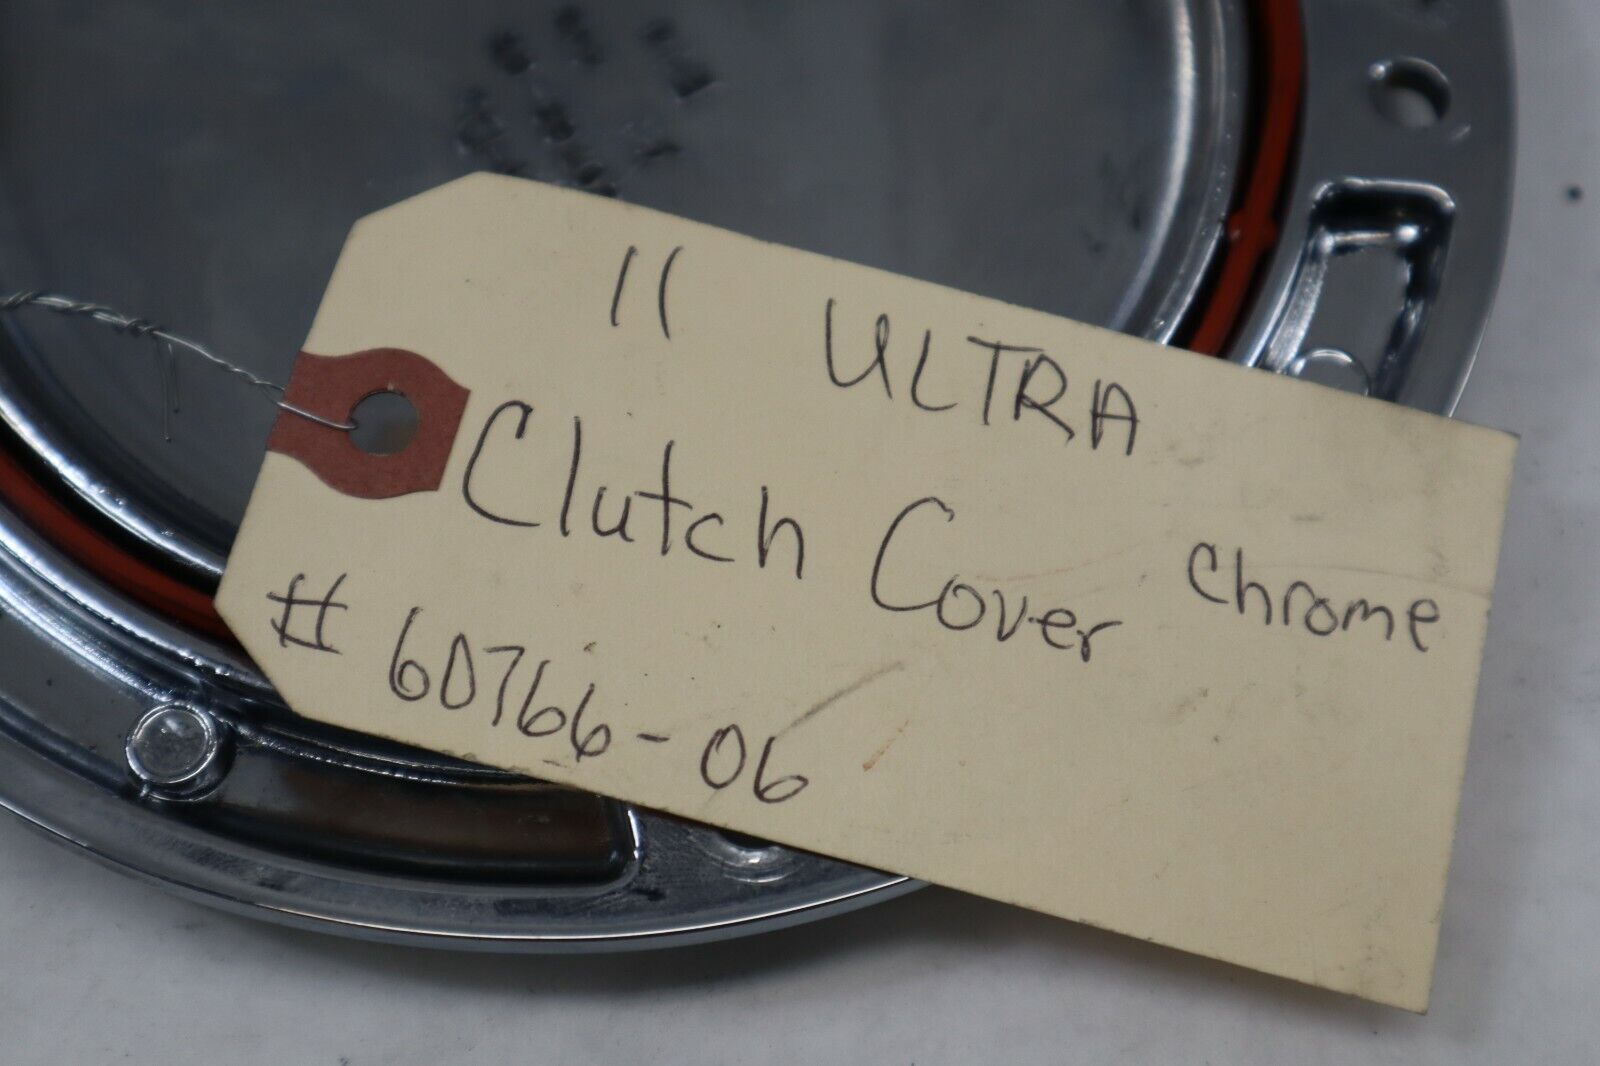 11 ULTRA
Clutch Cover Chrome
# 60766-06